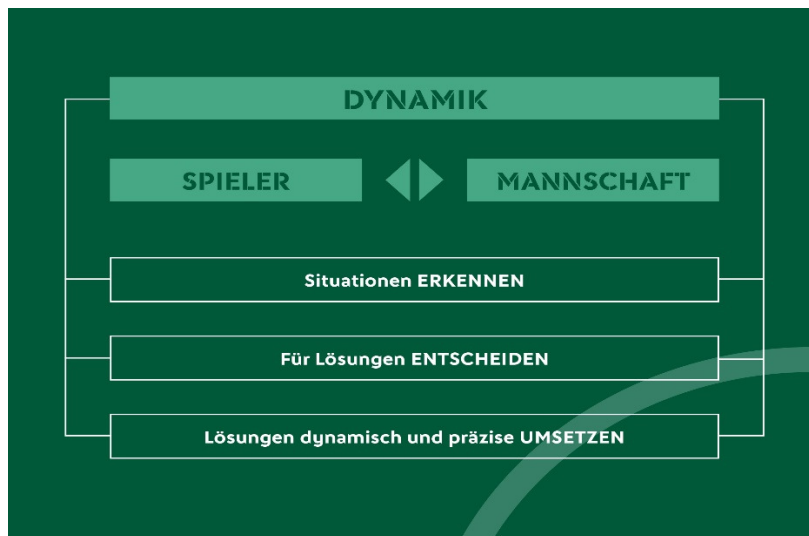 DYNAMIK
SPIELER MANNSCHAFT
Situationen ERKENNEN
Für Lösungen ENTSCHEIDEN
Lösungen dynamisch und präzise UMSETZEN